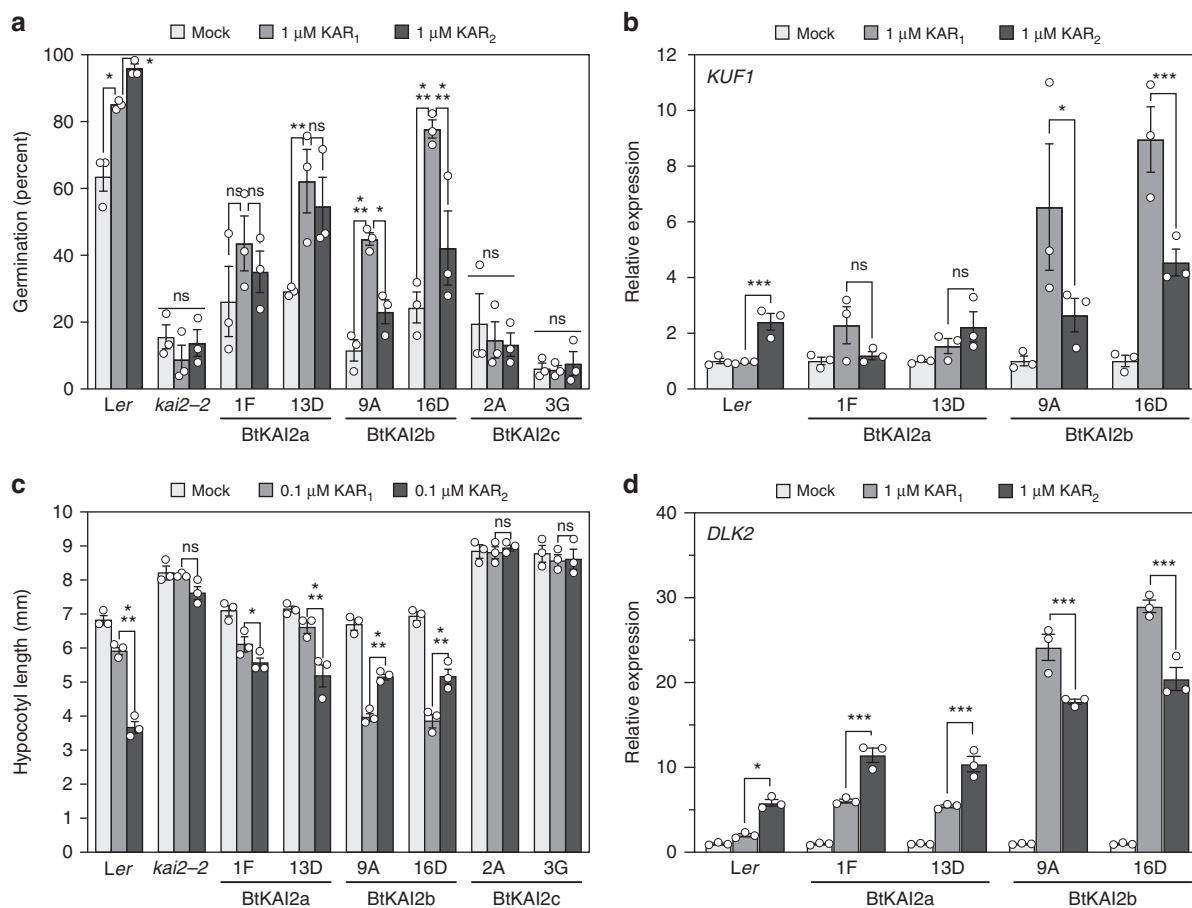 a
Mock 1 μM KAR1 1 μM KAR2
Germination (percent)
100
80
60
40
20
0
* *
ns
ns ns
** ns
*
** *
*
** *
**
ns
ns
Ler kai2–2 1F 13D 9A 16D 2A 3G
BtKAI2a BtKAI2b BtKAI2c
b
Mock 1 μM KAR1 1 μM KAR2
KUF1
Relative expression
12
10
8
6
4
2
0
***
ns
ns
*
***
Ler 1F 13D 9A 16D
BtKAI2a BtKAI2b
c
Mock 0.1 μM KAR1 0.1 μM KAR2
Hypocotyl length (mm)
10
9
8
7
6
5
4
3
2
1
0
*
**
ns
*
*
**
*
**
*
**
ns
ns
Ler kai2–2 1F 13D 9A 16D 2A 3G
BtKAI2a BtKAI2b BtKAI2c
d
Mock 1 μM KAR1 1 μM KAR2
DLK2
Relative expression
40
30
20
10
0
*
***
***
***
***
Ler 1F 13D 9A 16D
BtKAI2a BtKAI2b